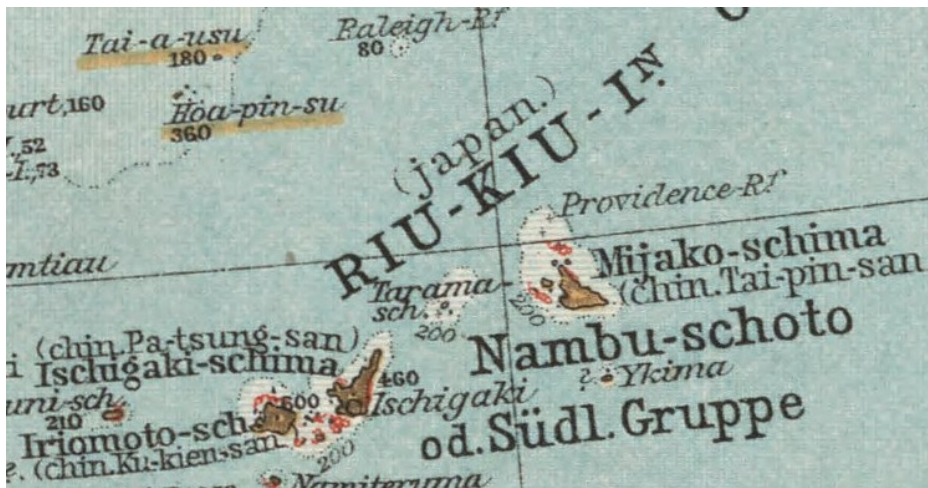 Tai-a-usu
180
Raleigh-Rf
80
160
Hoa-pin-su
360
52
73
RIU-KIU-IN.
(japan.)
Providence-Rf
Mijako-schima
(chin.Tai-pin-san
Tarama
sch.
200
200
Nambu-schoto
(chin.Pa-tsung-san)
Ischigaki-schima
460
Ischigaki
? Ykima
210
600
Iriomoto-sch.
(chin.Ku-kien-san)
200
od.Südl.Gruppe
Namiteruma